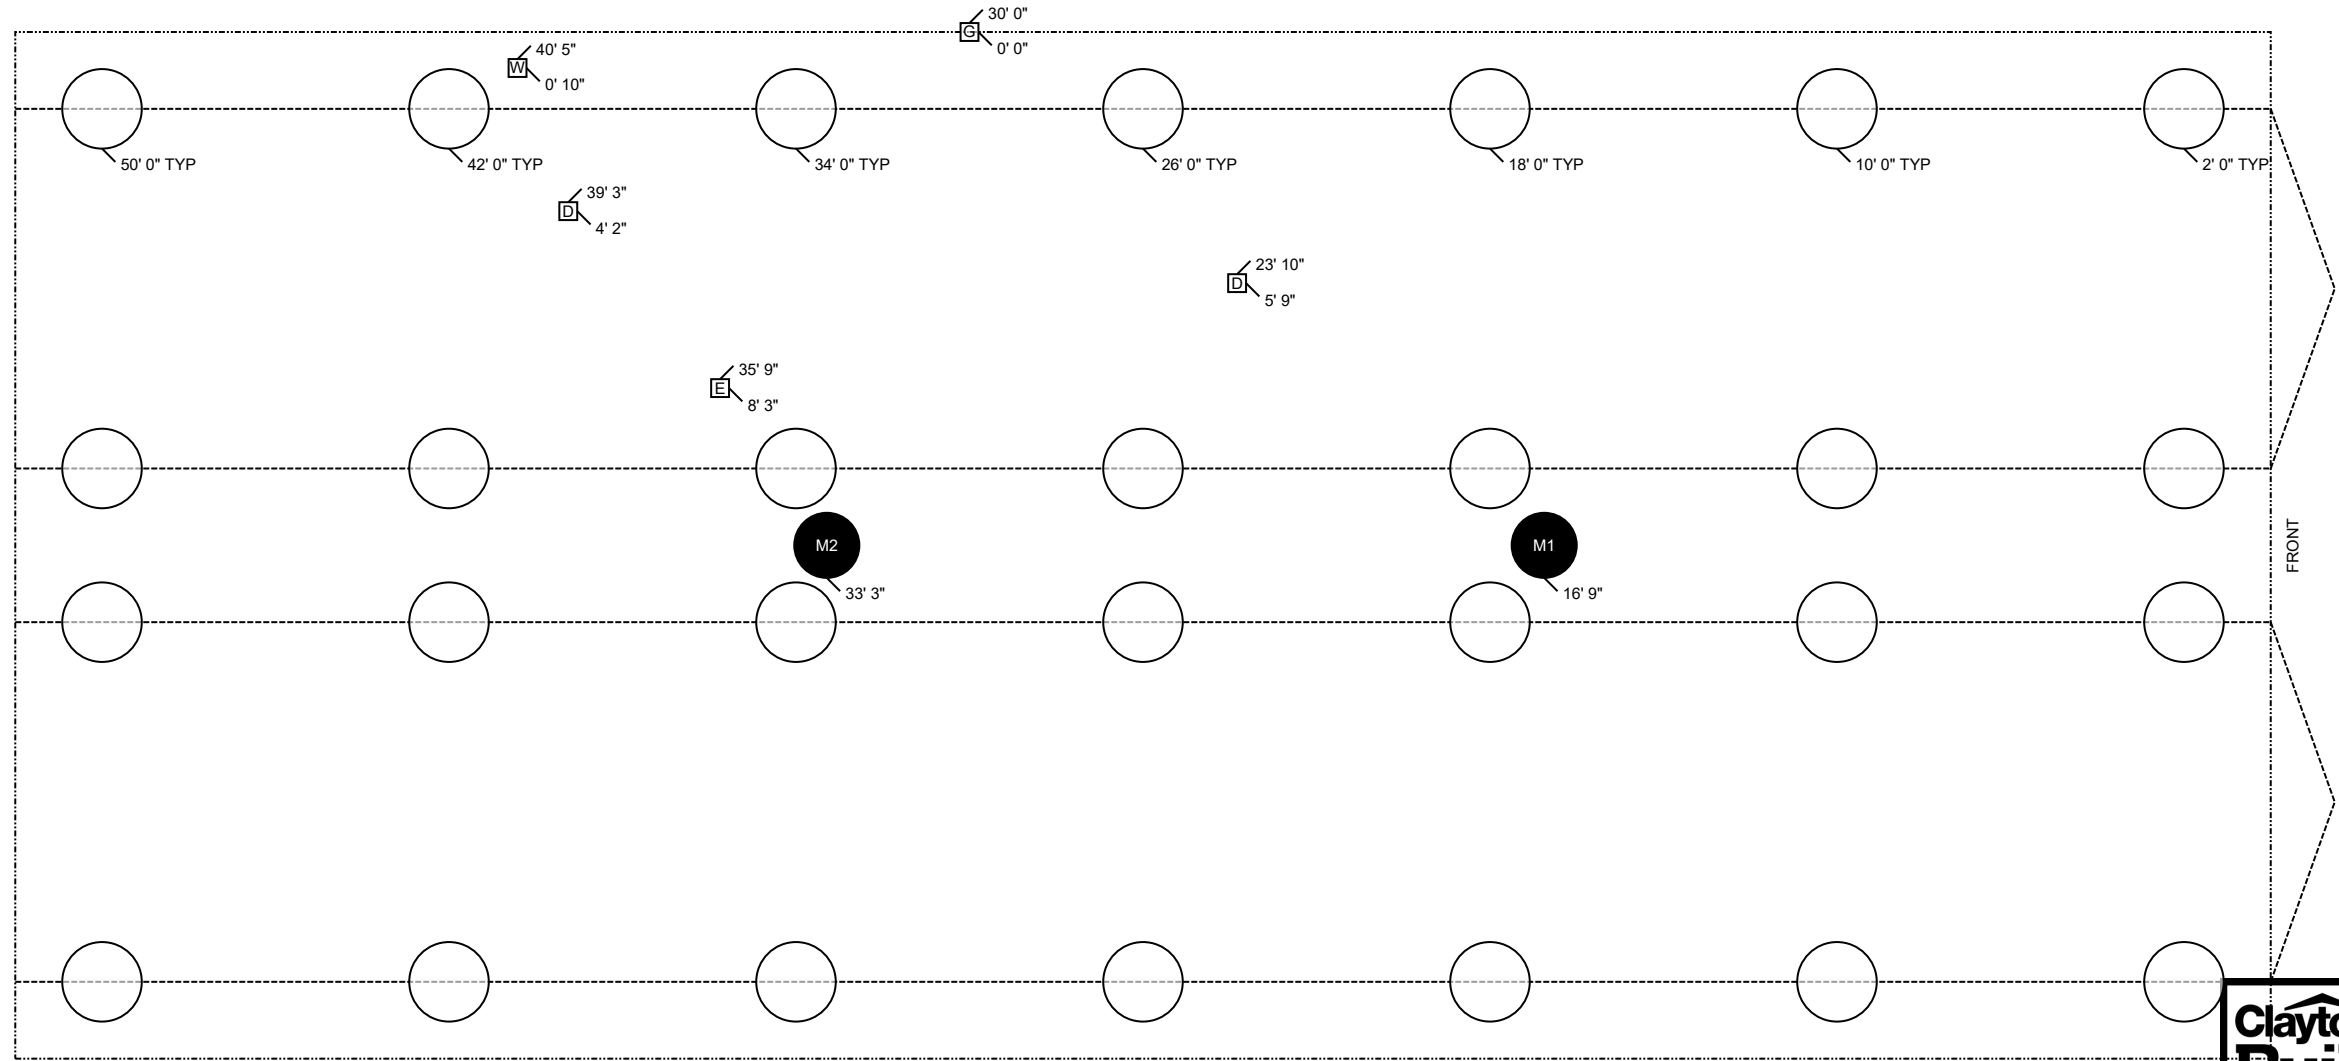 30' 0"
G
0' 0"
40' 5"
W
0' 10"
50' 0" TYP
42' 0" TYP
34' 0" TYP
26' 0" TYP
18' 0" TYP
10' 0" TYP
2' 0" TYP
39' 3"
D
4' 2"
23' 10"
D
5' 9"
35' 9"
E
8' 3"
M2
33' 3"
M1
16' 9"
FRONT